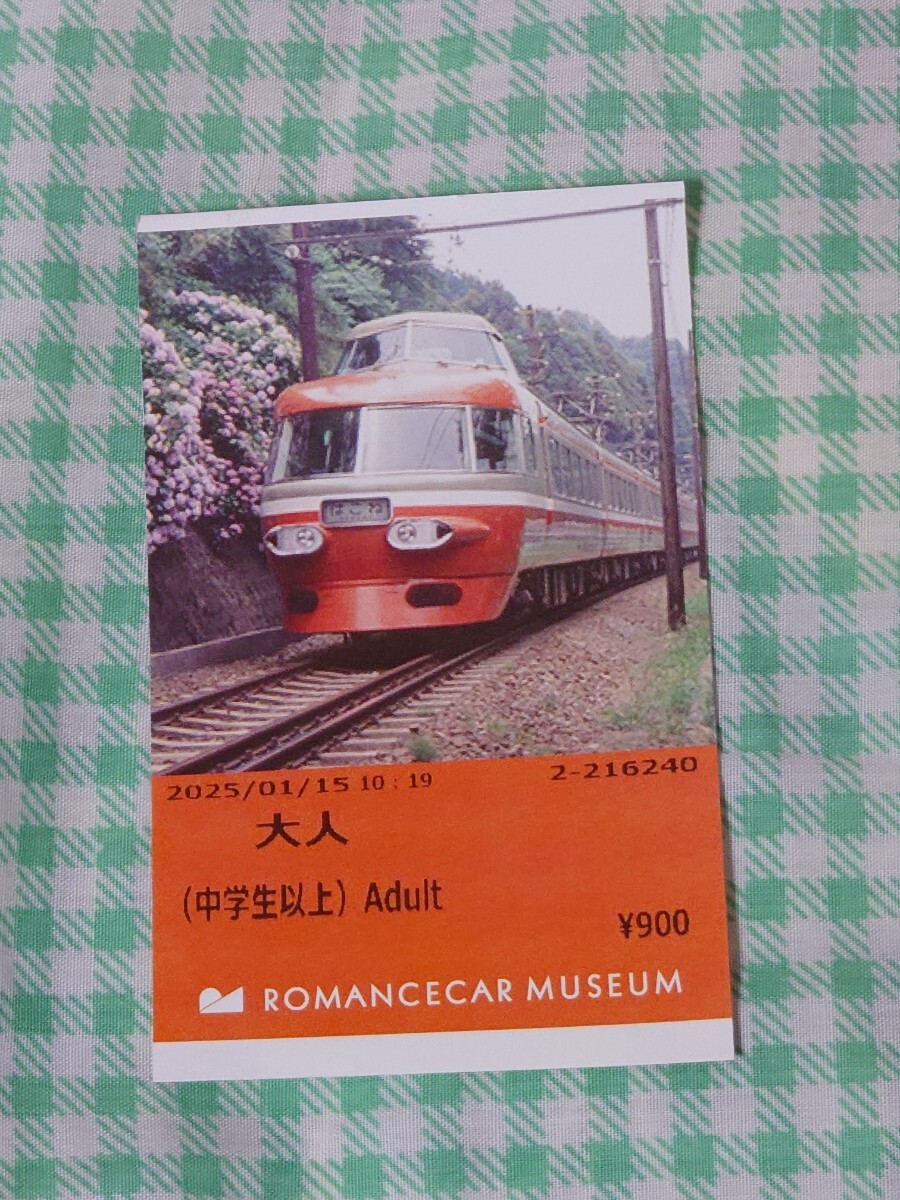 はこね
2025/01/15 10:19
2-216240
大人
(中学生以上) Adult
¥900
ROMANCECAR MUSEUM